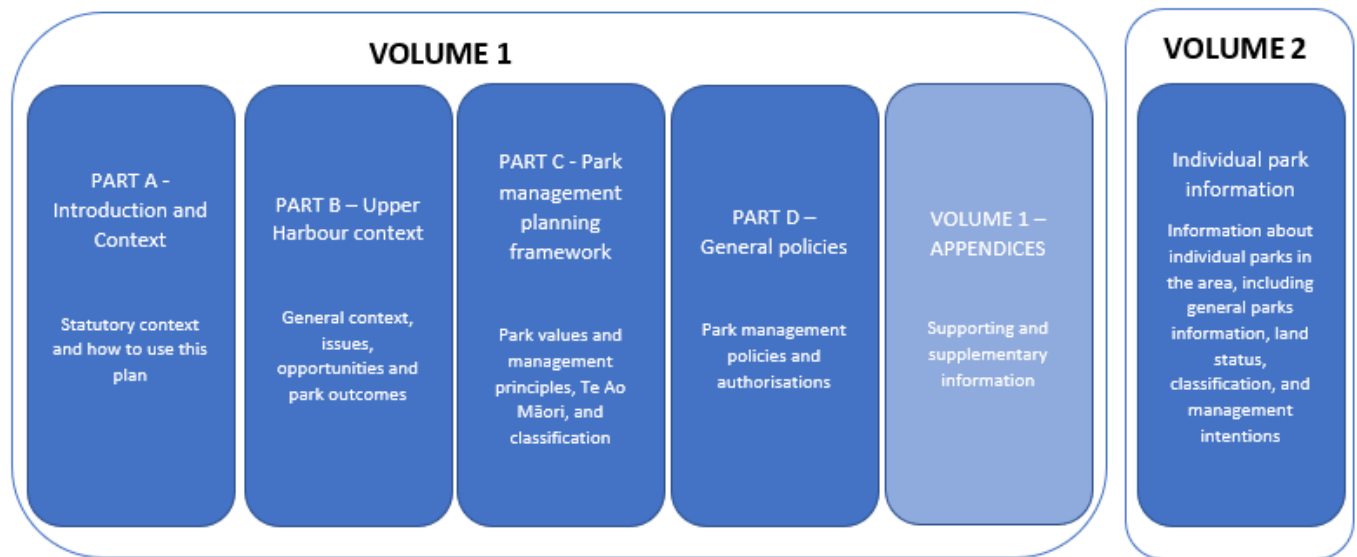 VOLUME 1
PART A -
Introduction and
Context
Statutory context
and how to use this
plan
PART B – Upper
Harbour context
General context,
issues,
opportunities and
park outcomes
PART C - Park
management
planning
framework
Park values and
management
principles, Te Ao
Māori, and
classification
PART D –
General policies
Park management
policies and
authorisations
VOLUME 1 –
APPENDICES
Supporting and
supplementary
information
VOLUME 2
Individual park
information
Information about
individual parks in
the area, including
general parks
information, land
status,
classification, and
management
intentions